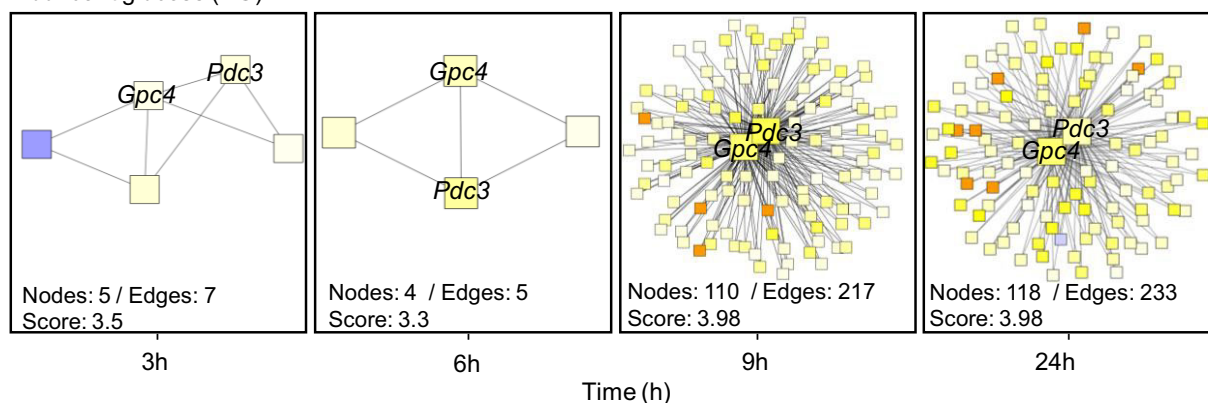 Pdc3
Gpc4
Nodes: 5 / Edges: 7
Score: 3.5
Gpc4
Pdc3
Nodes: 4 / Edges: 5
Score: 3.3
Pdc3
Gpc4
Nodes: 110 / Edges: 217
Score: 3.98
Pdc3
Gpc4
Nodes: 118 / Edges: 233
Score: 3.98
3h
6h
9h
24h
Time (h)